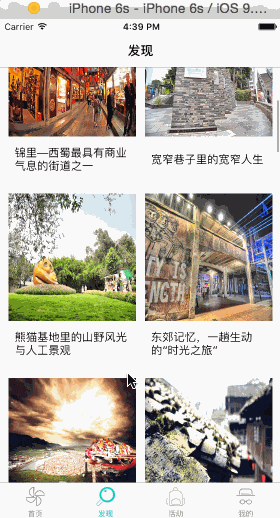 iPhone 6s - iPhone 6s / iOS 9....
Carrier 4:39 PM
发现
锦里—西蜀最具有商业
气息的街道之一
宽窄巷子里的宽窄人生
熊猫基地里的山野风光
与人工景观
东郊记忆，一趟生动
的“时光之旅”
首页 发现 活动 我的